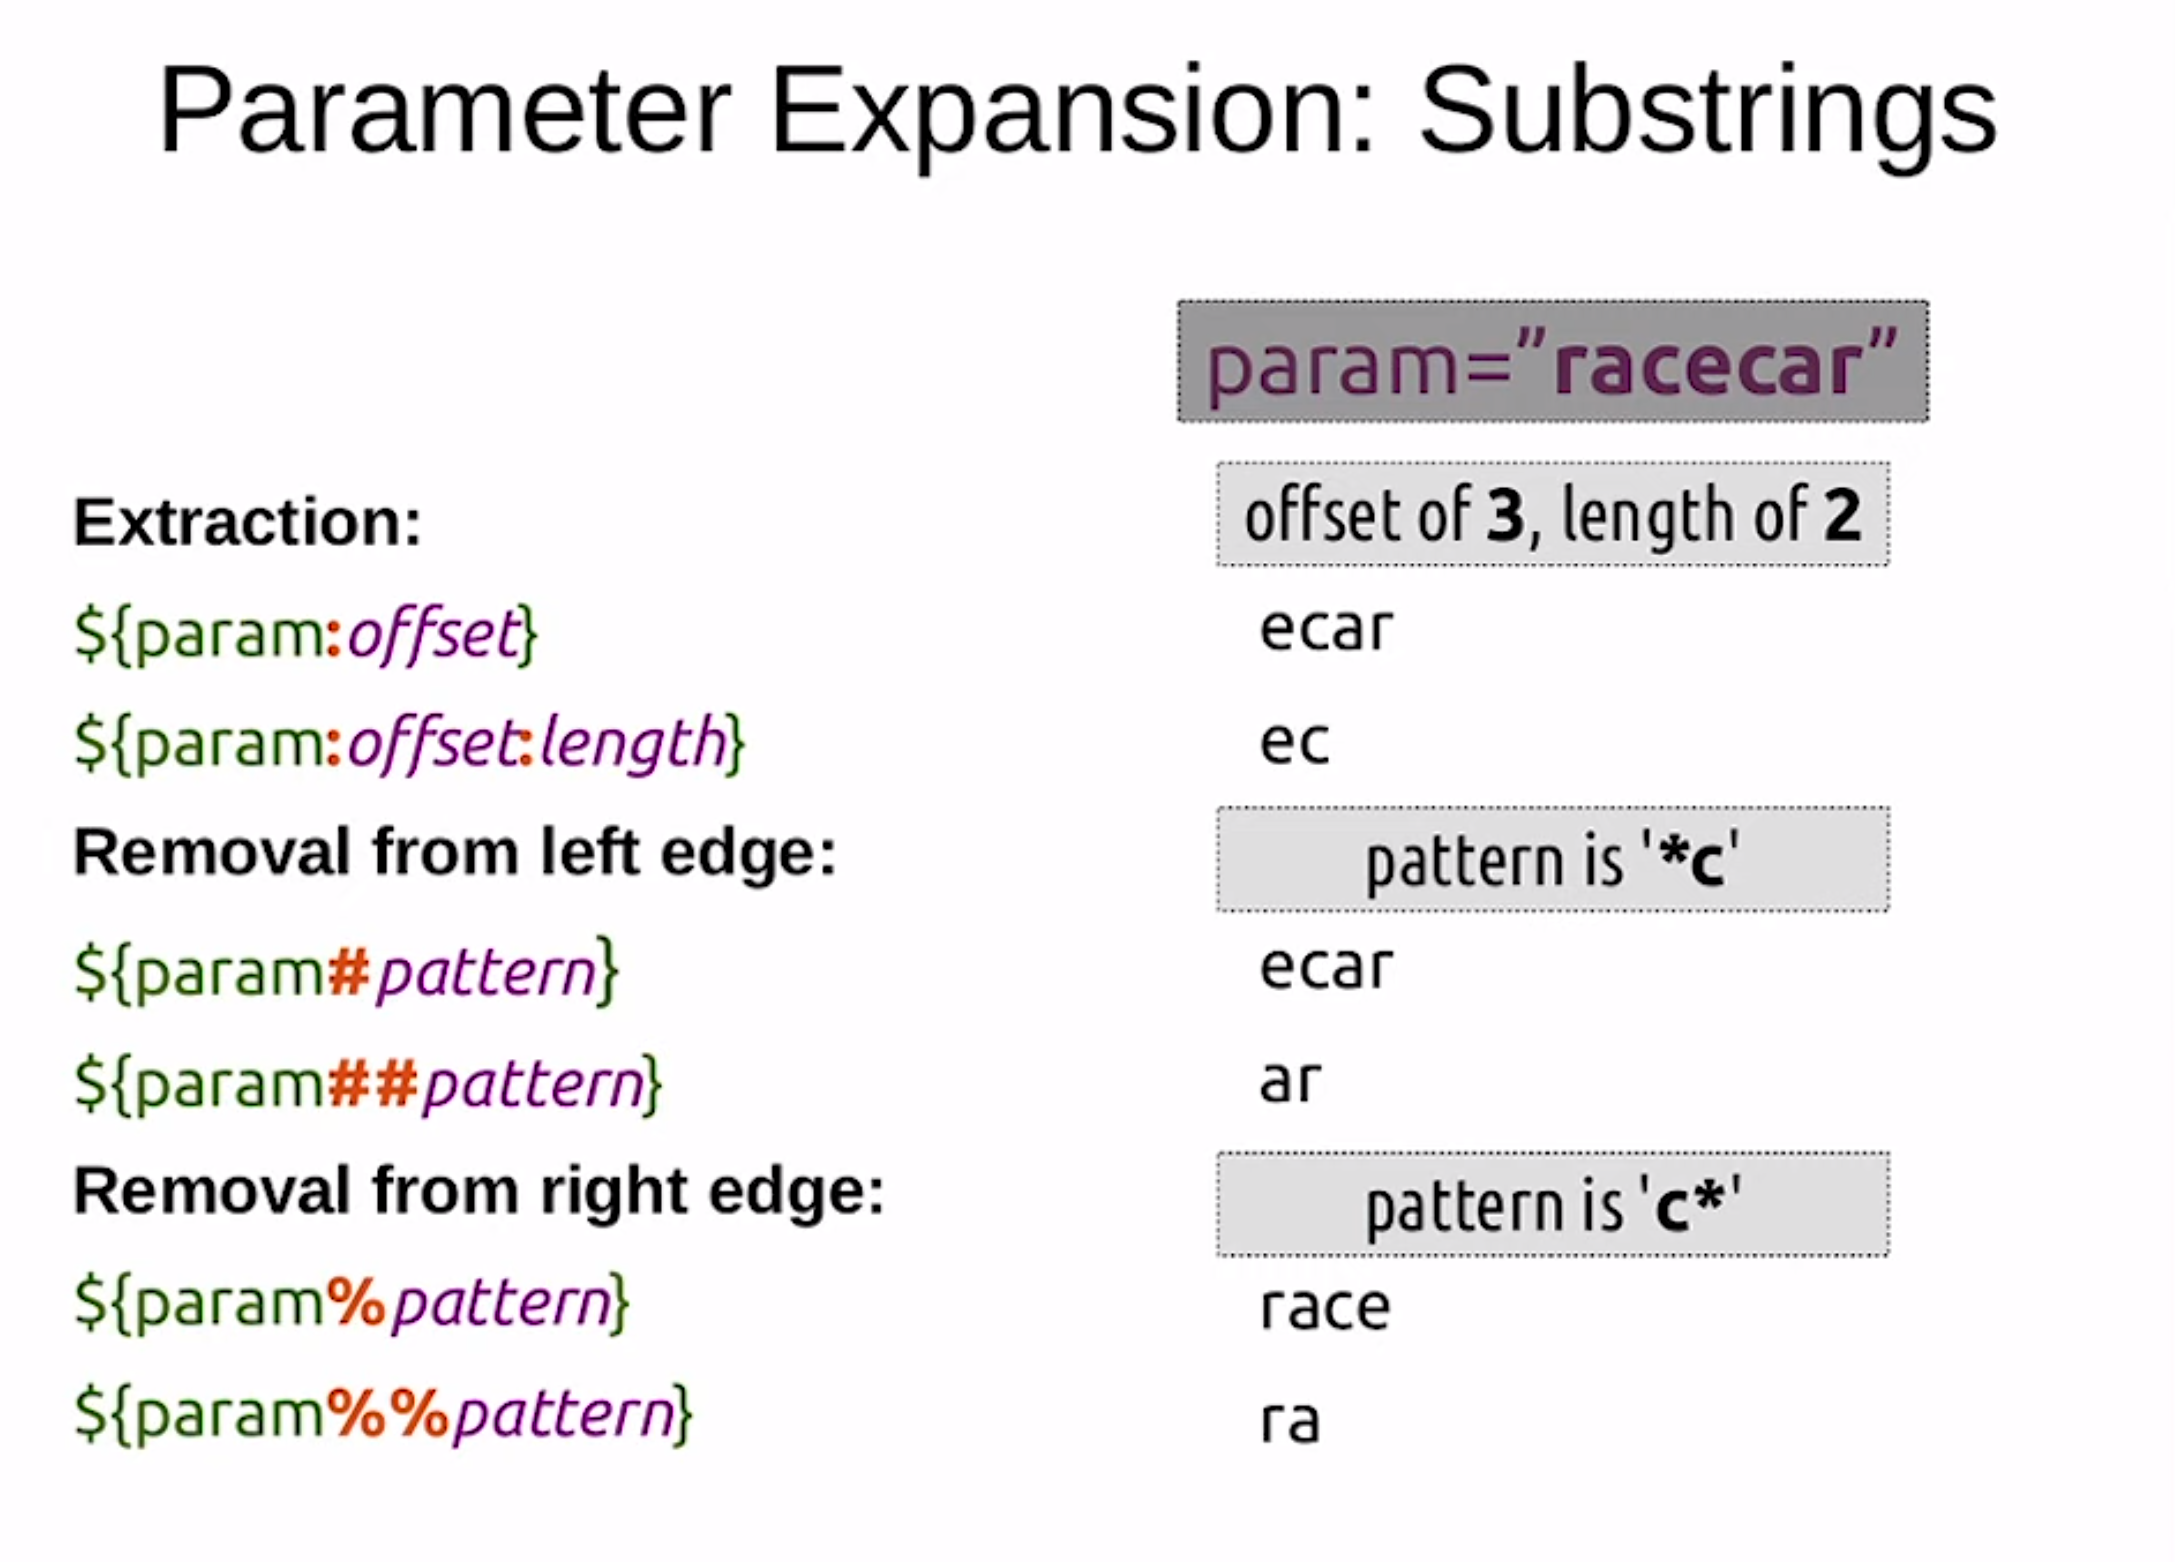 Parameter Expansion: Substrings
param=”racecar”
Extraction:
offset of 3, length of 2
${param:offset}
ecar
${param:offset:length}
ec
Removal from left edge:
pattern is '*c'
${param#pattern}
ecar
${param##pattern}
ar
Removal from right edge:
pattern is 'c*'
${param%pattern}
race
${param%%pattern}
ra